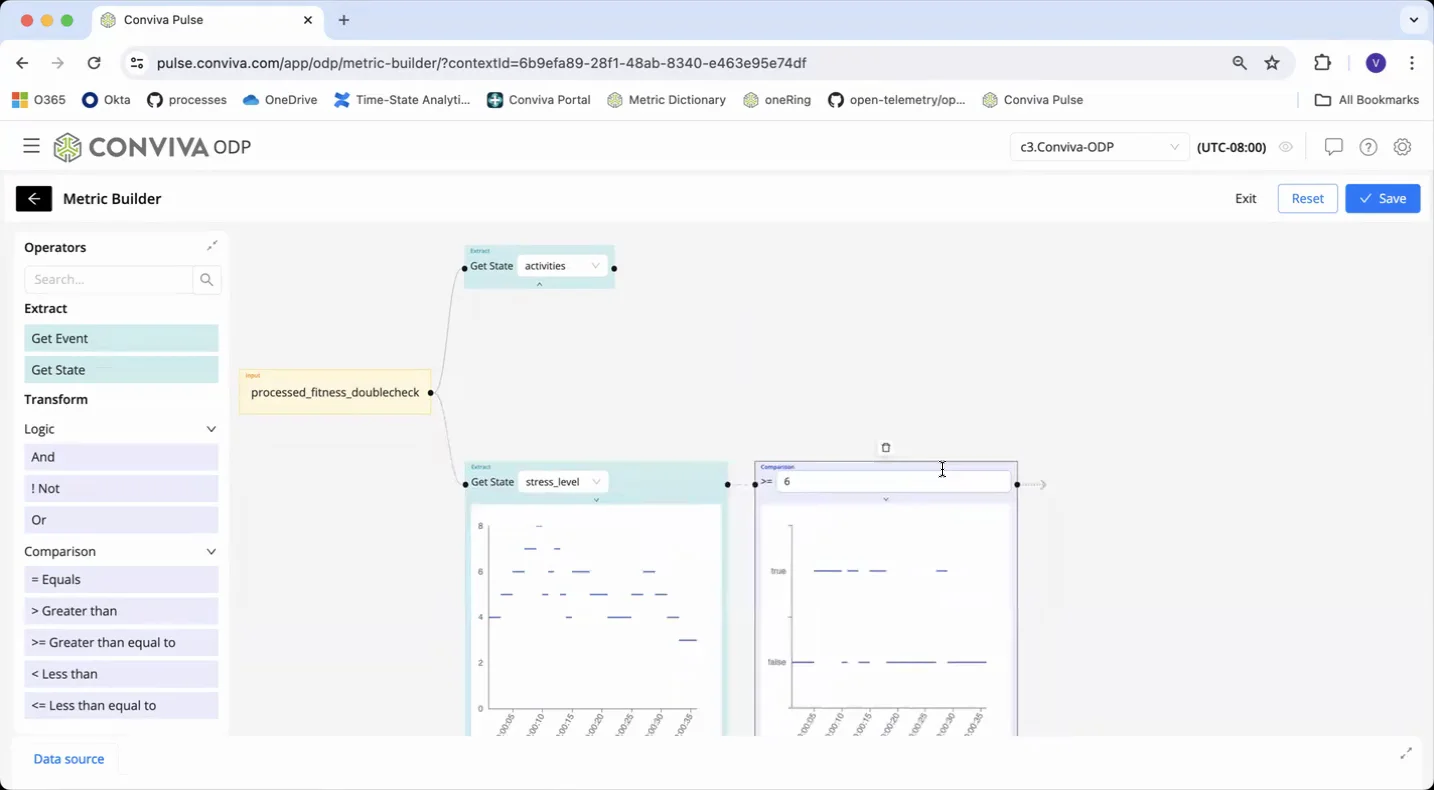 Conviva Pulse
pulse.conviva.com/app/odp/metric-builder/?contextId=6b9efa89-28f1-48ab-8340-e463e95e74df
V
O365
Okta
processes
OneDrive
Time-State Analyti...
Conviva Portal
Metric Dictionary
oneRing
open-telemetry/op...
Conviva Pulse
All Bookmarks
CONVIVA ODP
c3.Conviva-ODP
(UTC-08:00)
Metric Builder
Exit
Reset
Save
Operators
Search...
Extract
Get Event
Get State
Transform
Logic
And
! Not
Or
Comparison
= Equals
> Greater than
>= Greater than equal to
< Less than
<= Less than equal to
Input
processed_fitness_doublecheck
Extract
Get State activities
Extract
Get State stress_level
8
6
4
2
0
Comparison
>= 6
true
false
Data source